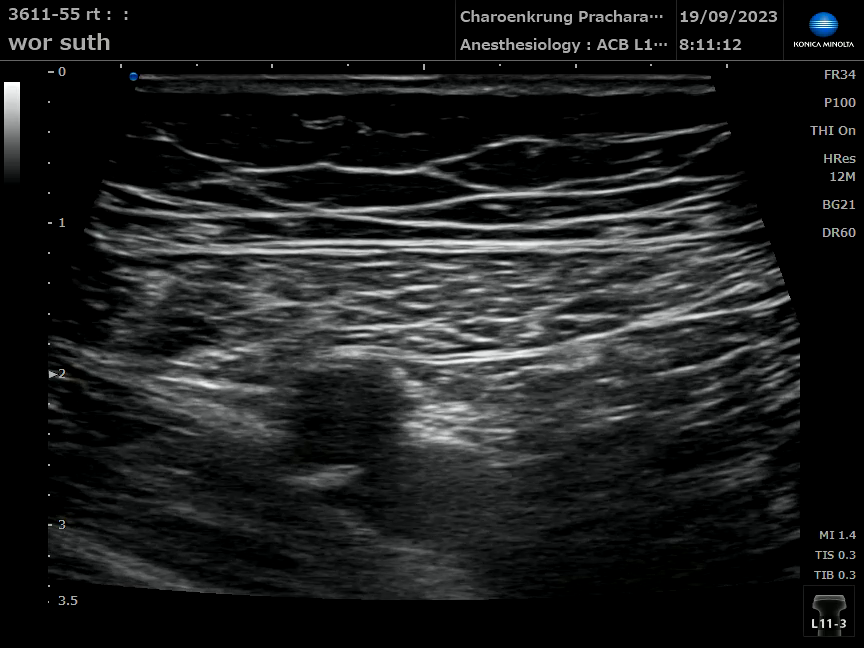 3611-55 rt : :
wor suth
Charoenkrung Prachara···
Anesthesiology : ACB L1···
19/09/2023
8:11:12
KONICA MINOLTA
0
1
2
3
3.5
FR34
P100
THI On
HRes
12M
BG21
DR60
MI 1.4
TIS 0.3
TIB 0.3
L11-3